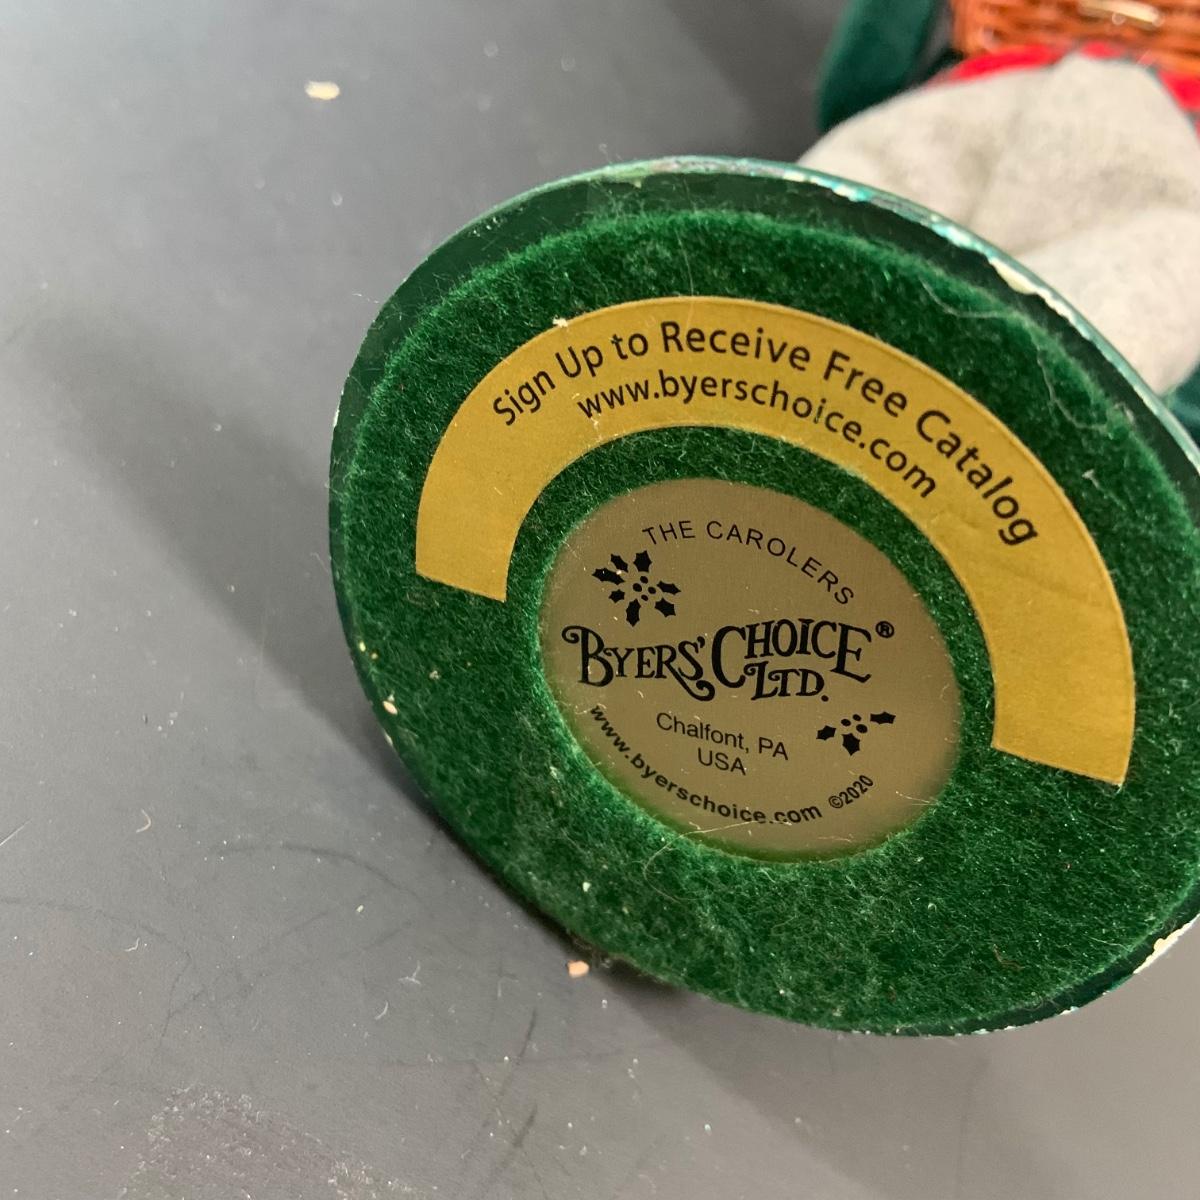 Sign Up to Receive Free Catalog
www.byerschoice.com
THE CAROLERS
BYERS' CHOICE®
LTD.
Chalfont, PA
USA
www.byerschoice.com ©2020